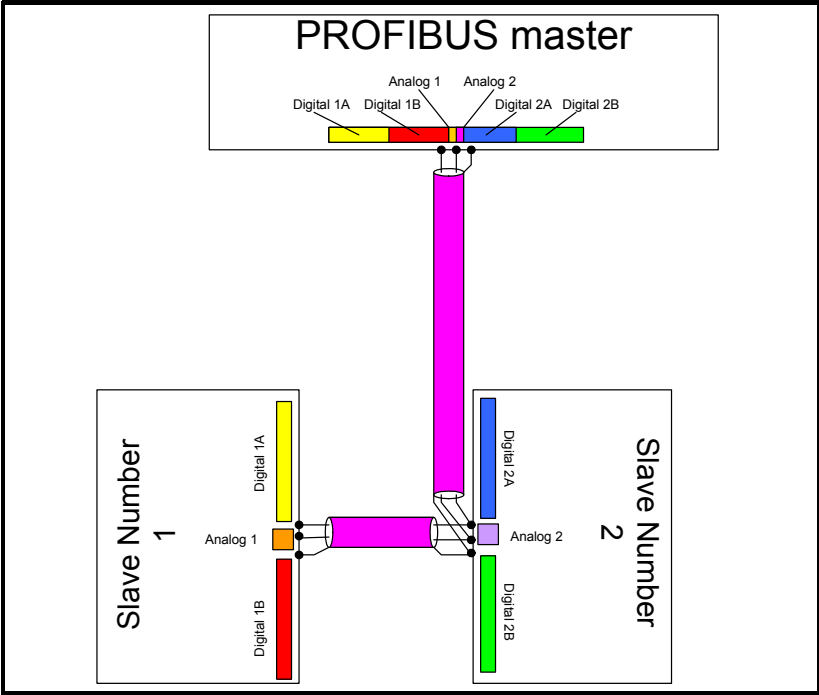 PROFIBUS master
Analog 1
Analog 2
Digital 1A
Digital 1B
Digital 2A
Digital 2B
Slave Number
1
Digital 1A
Analog 1
Digital 1B
Digital 2A
Analog 2
Digital 2B
Slave Number
2